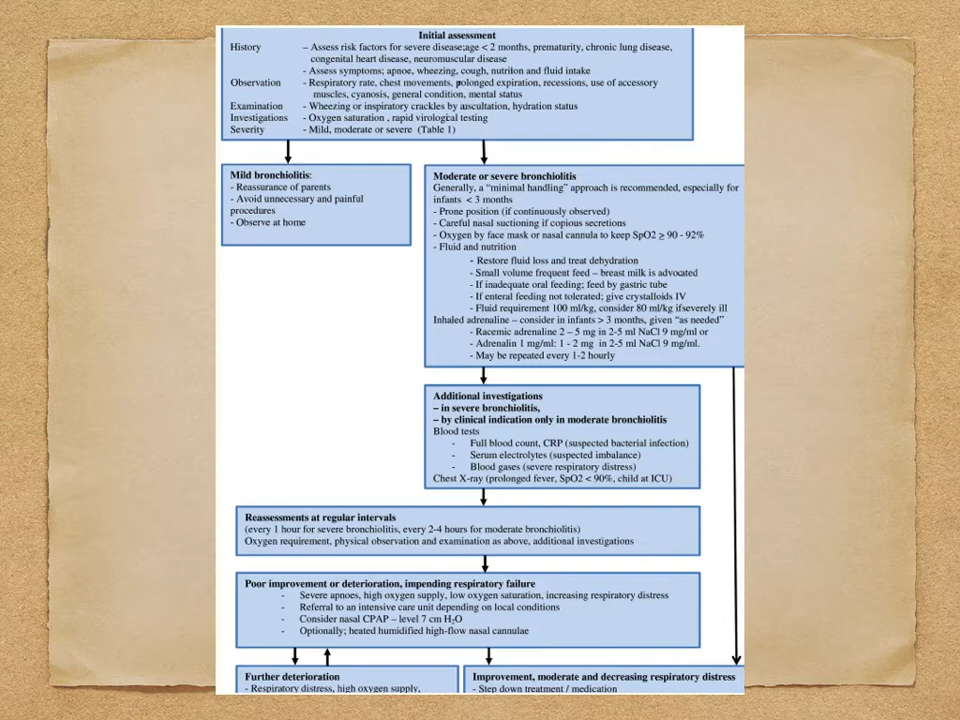 Initial assessment
History – Assess risk factors for severe disease;age < 2 months, prematurity, chronic lung disease,
congenital heart disease, neuromuscular disease
- Assess symptoms; apnoe, wheezing, cough, nutriion and fluid intake
Observation - Respiratory rate, chest movements, polonged expiration, recessions, use of accessory
muscles, cyanosis, general condition, mental status
Examination - Wheezing or inspiratory crackles by auscultation, hydration status
Investigations - Oxygen saturation , rapid virological testing
Severity - Mild, moderate or severe (Table 1)
Mild bronchiolitis:
- Reassurance of parents
- Avoid unnecessary and painful
procedures
- Observe at home
Moderate or severe bronchiolitis
Generally, a “minimal handling” approach is recommended, especially for
infants < 3 months
- Prone position (if continuously observed)
- Careful nasal suctioning if copious secretions
- Oxygen by face mask or nasal cannula to keep SpO2 ≥ 90 - 92%
- Fluid and nutrition
- Restore fluid loss and treat dehydration
- Small volume frequent feed – breast milk is advocated
- If inadequate oral feeding; feed by gastric tube
- If enteral feeding not tolerated; give crystalloids IV
- Fluid requirement 100 ml/kg, consider 80 ml/kg ifseverely ill
Inhaled adrenaline – consider in infants > 3 months, given “as needed”
- Racemic adrenaline 2 – 5 mg in 2-5 ml NaCl 9 mg/ml or
- Adrenalin 1 mg/ml: 1 - 2 mg in 2-5 ml NaCl 9 mg/ml.
- May be repeated every 1-2 hourly
Additional investigations
– in severe bronchiolitis,
– by clinical indication only in moderate bronchiolitis
Blood tests
- Full blood count, CRP (suspected bacterial infection)
- Serum electrolytes (suspected imbalance)
- Blood gases (severe respiratory distress)
Chest X-ray (prolonged fever, SpO2 < 90%, child at ICU)
Reassessments at regular intervals
(every 1 hour for severe bronchiolitis, every 2-4 hours for moderate bronchiolitis)
Oxygen requirement, physical observation and examination as above, additional investigations
Poor improvement or deterioration, impending respiratory failure
- Severe apnoes, high oxygen supply, low oxygen saturation, increasing respiratory distress
- Referral to an intensive care unit depending on local conditions
- Consider nasal CPAP – level 7 cm H₂O
- Optionally; heated humidified high-flow nasal cannulae
Further deterioration
- Respiratory distress, high oxygen supply,
Improvement, moderate and decreasing respiratory distress
- Step down treatment / medication